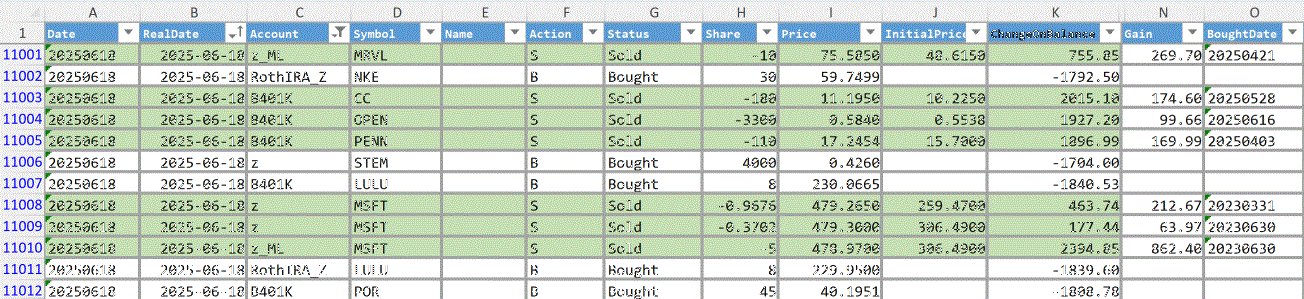 A B C D E F G H I J K N O
1 Date RealDate Account Symbol Name Action Status Share Price InitialPrice ChangeOnBalance Gain BoughtDate
11001 20250618 2025-06-18 z_ML MRVL S Sold -10 75.5850 48.6150 755.85 269.70 20250421
11002 20250618 2025-06-18 RothIRA_Z NKE B Bought 30 59.7499 -1792.50
11003 20250618 2025-06-18 B401K CC S Sold -180 11.1950 10.2250 2015.10 174.60 20250528
11004 20250618 2025-06-18 B401K OPEN S Sold -3300 0.5840 0.5538 1927.20 99.66 20250616
11005 20250618 2025-06-18 B401K PENN S Sold -110 17.2454 15.7000 1896.99 169.99 20250403
11006 20250618 2025-06-18 z STEM B Bought 4000 0.4260 -1704.00
11007 20250618 2025-06-18 B401K LULU B Bought 8 230.0665 -1840.53
11008 20250618 2025-06-18 z MSFT S Sold -0.9676 479.2650 259.4700 463.74 212.67 20230331
11009 20250618 2025-06-18 z MSFT S Sold -0.3702 479.3000 306.4900 177.44 63.97 20230630
11010 20250618 2025-06-18 z_ML MSFT S Sold -5 478.9700 306.4900 2394.85 862.40 20230630
11011 20250618 2025-06-18 RothIRA_Z LULU B Bought 8 229.9500 -1839.60
11012 20250618 2025-06-18 B401K POR B Bought 45 40.1951 -1808.78